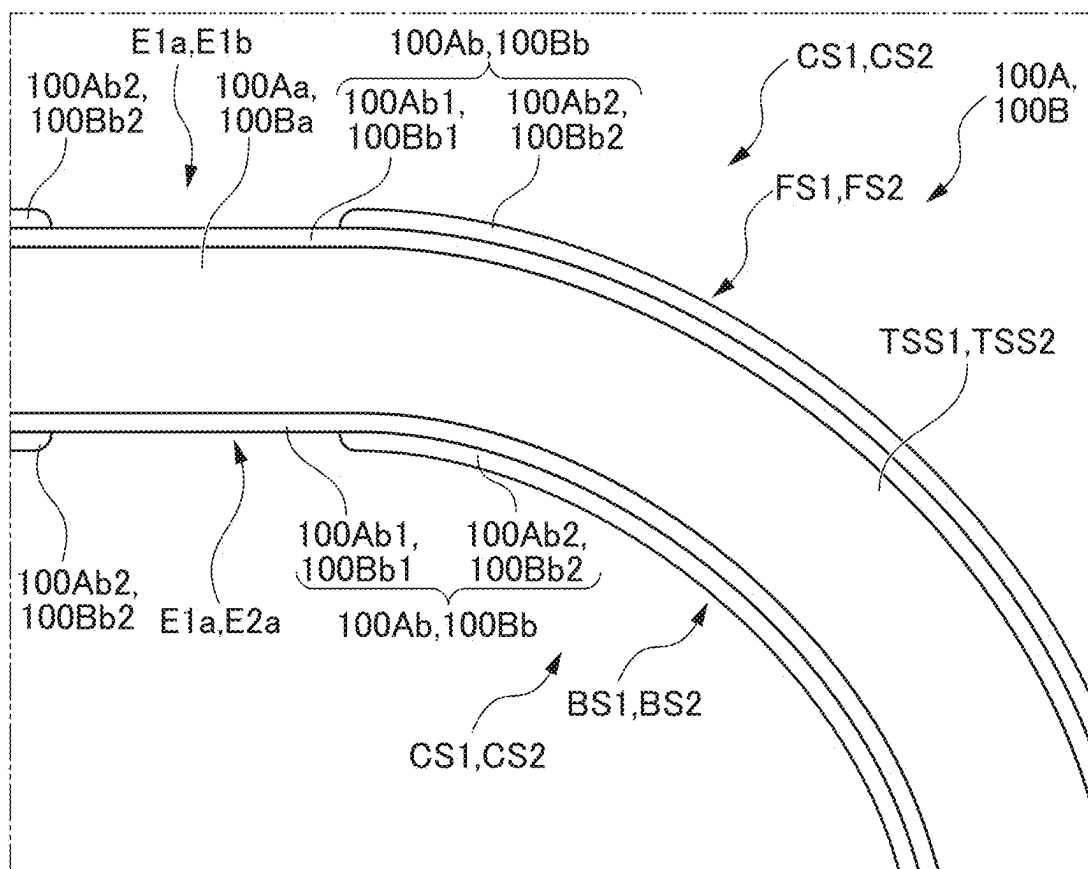 E1a,E1b
100Ab,100Bb
CS1,CS2
100Ab2,
100Bb2
100Aa,
100Ba
100Ab1,
100Bb1
100Ab2,
100Bb2
100A,
100B
FS1,FS2
TSS1,TSS2
100Ab1,
100Bb1
100Ab2,
100Bb2
100Ab2,
100Bb2
E1a,E2a
100Ab,100Bb
BS1,BS2
CS1,CS2